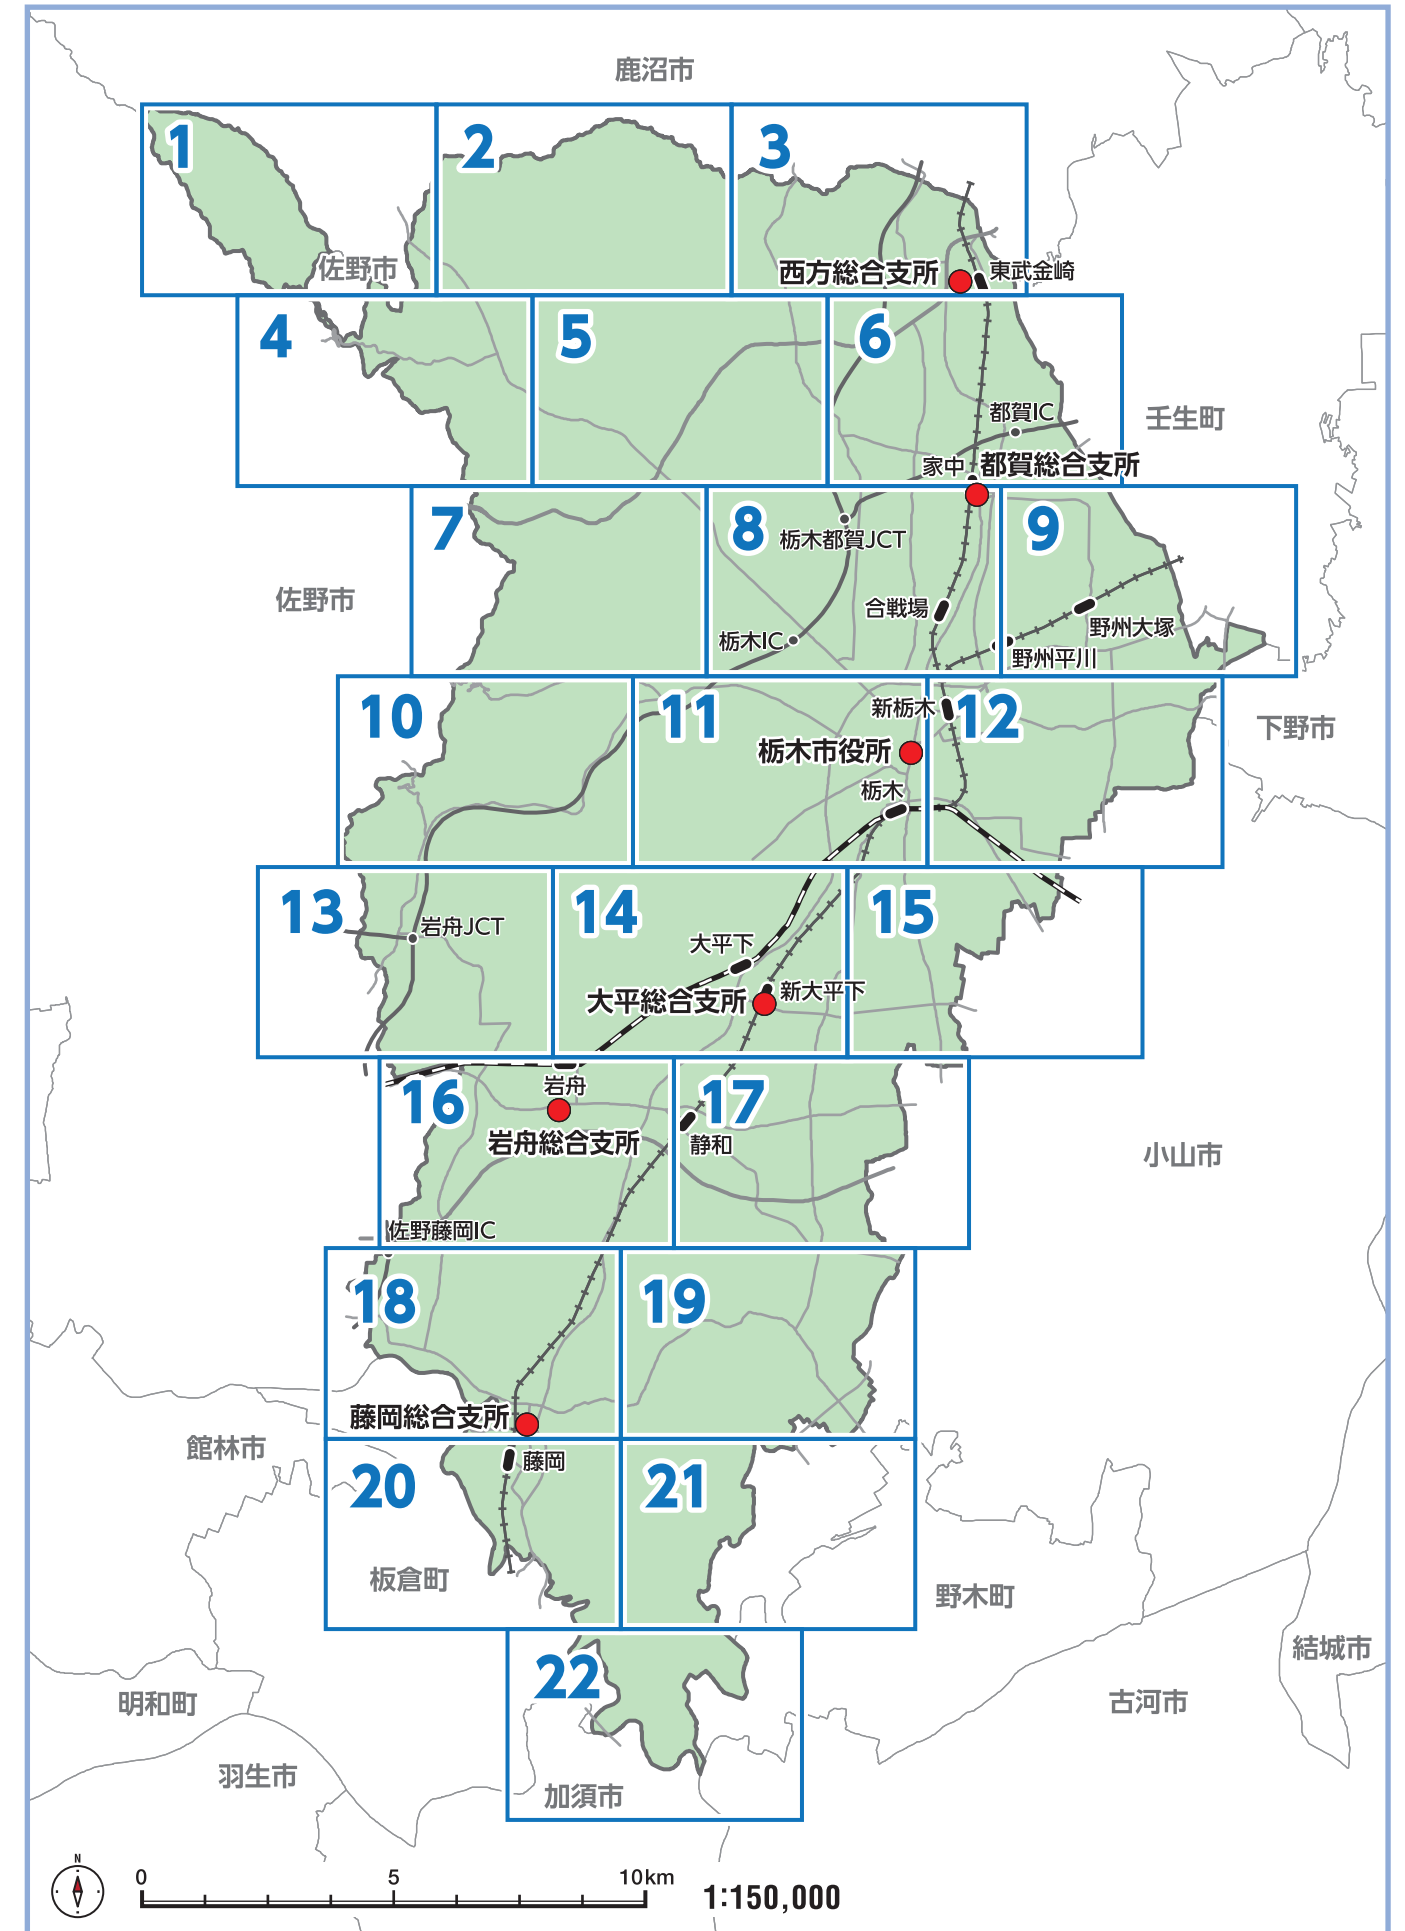 鹿沼市
1
2
3
佐野市
西方総合支所
東武金崎
4
5
6
都賀IC
壬生町
家中
都賀総合支所
7
8
9
栃木都賀JCT
佐野市
合戦場
野州大塚
栃木IC
野州平川
10
11
新栃木
12
下野市
栃木市役所
栃木
13
14
15
岩舟JCT
大平下
大平総合支所
新大平下
16
岩舟
17
岩舟総合支所
静和
小山市
佐野藤岡IC
18
19
藤岡総合支所
館林市
20
藤岡
21
板倉町
野木町
結城市
22
明和町
古河市
羽生市
加須市
N
0
5
10km
1:150,000